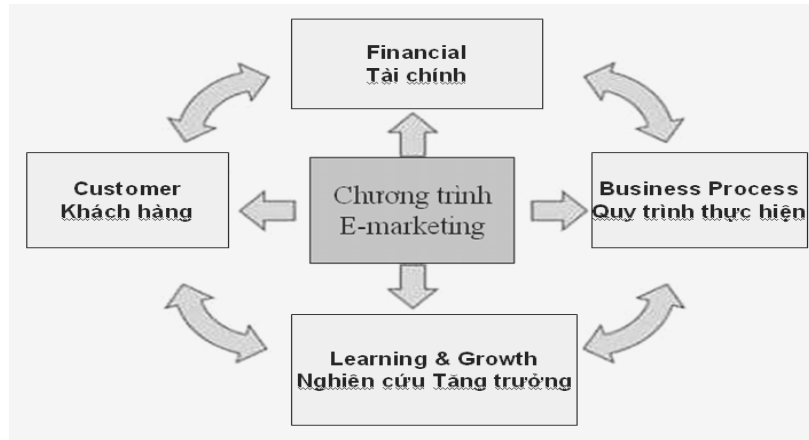 Financial
Tài chính
Customer
Khách hàng
Chương trình
E-marketing
Business Process
Quy trình thực hiện
Learning & Growth
Nghiên cứu Tăng trưởng